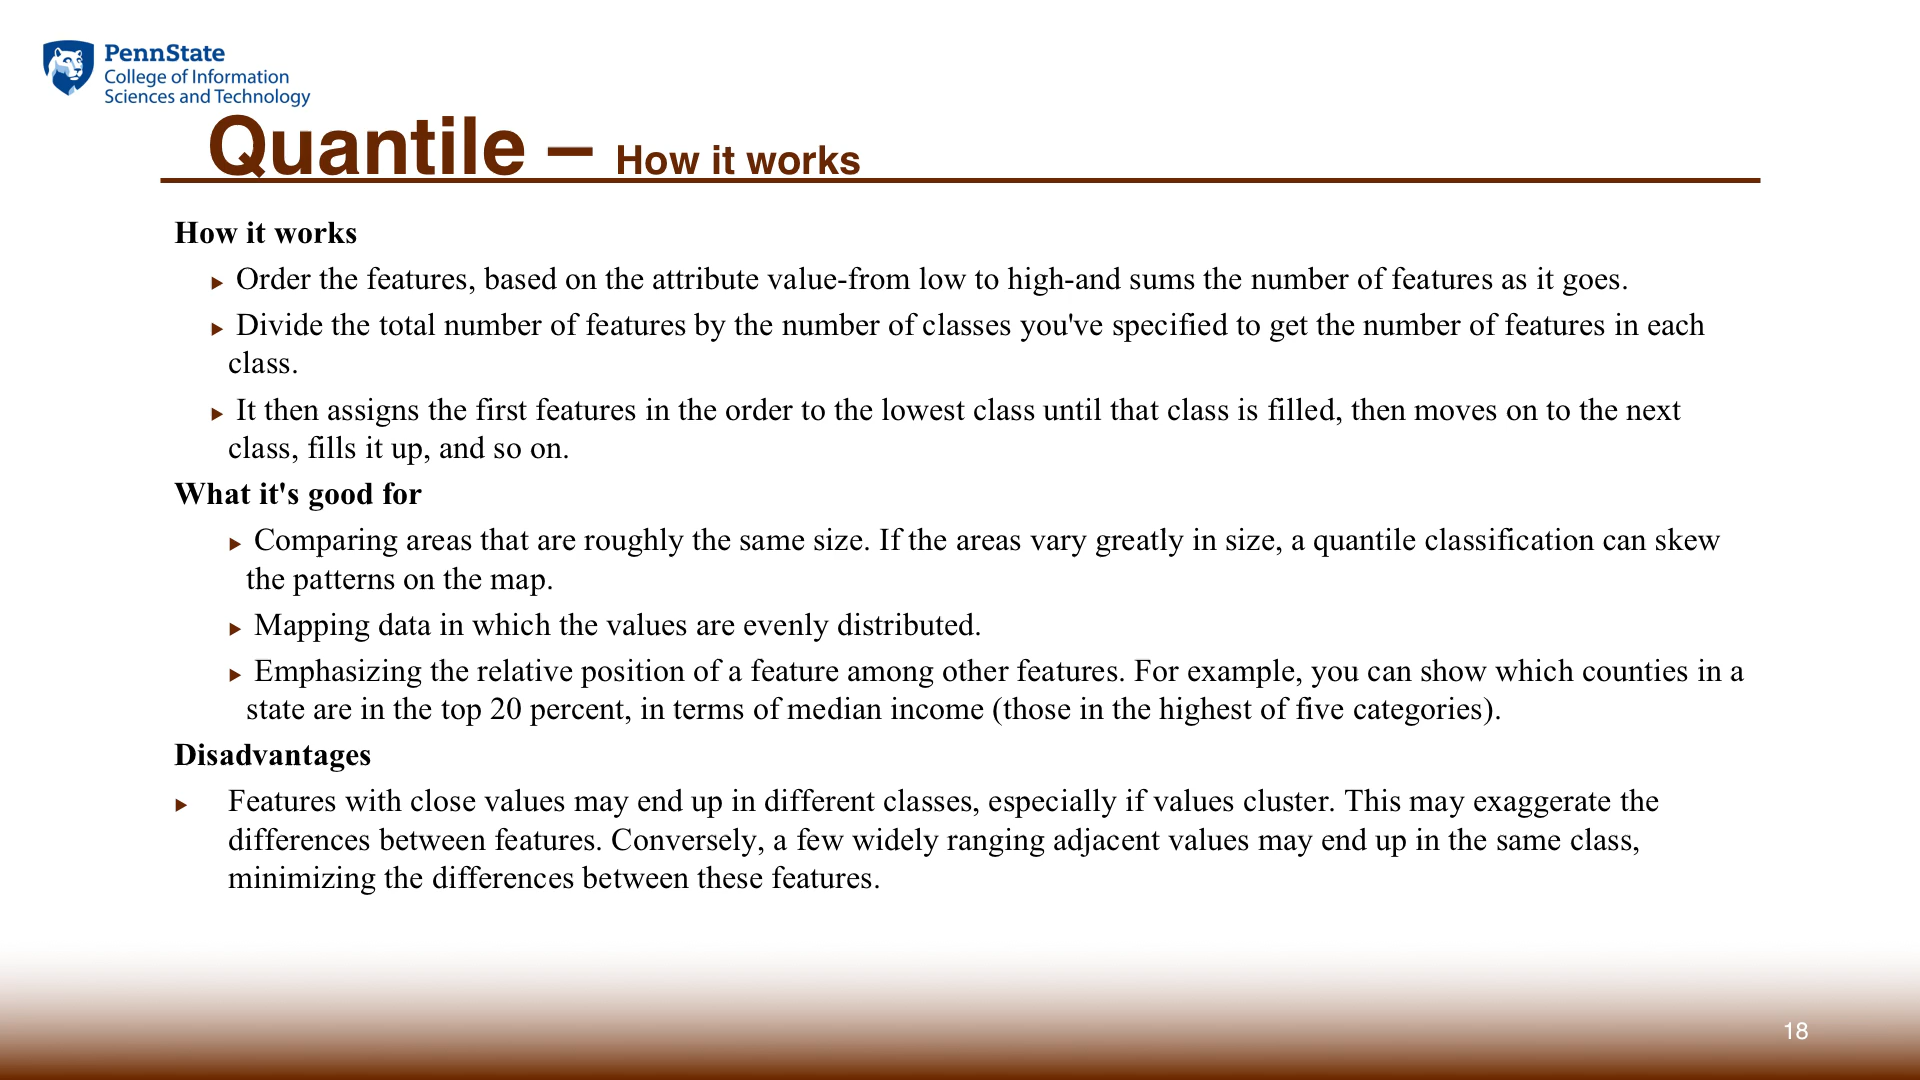 PennState
College of Information
Sciences and Technology
Quantile – How it works
How it works
Order the features, based on the attribute value-from low to high-and sums the number of features as it goes.
Divide the total number of features by the number of classes you've specified to get the number of features in each
class.
It then assigns the first features in the order to the lowest class until that class is filled, then moves on to the next
class, fills it up, and so on.
What it's good for
Comparing areas that are roughly the same size. If the areas vary greatly in size, a quantile classification can skew
the patterns on the map.
Mapping data in which the values are evenly distributed.
Emphasizing the relative position of a feature among other features. For example, you can show which counties in a
state are in the top 20 percent, in terms of median income (those in the highest of five categories).
Disadvantages
Features with close values may end up in different classes, especially if values cluster. This may exaggerate the
differences between features. Conversely, a few widely ranging adjacent values may end up in the same class,
minimizing the differences between these features.
18